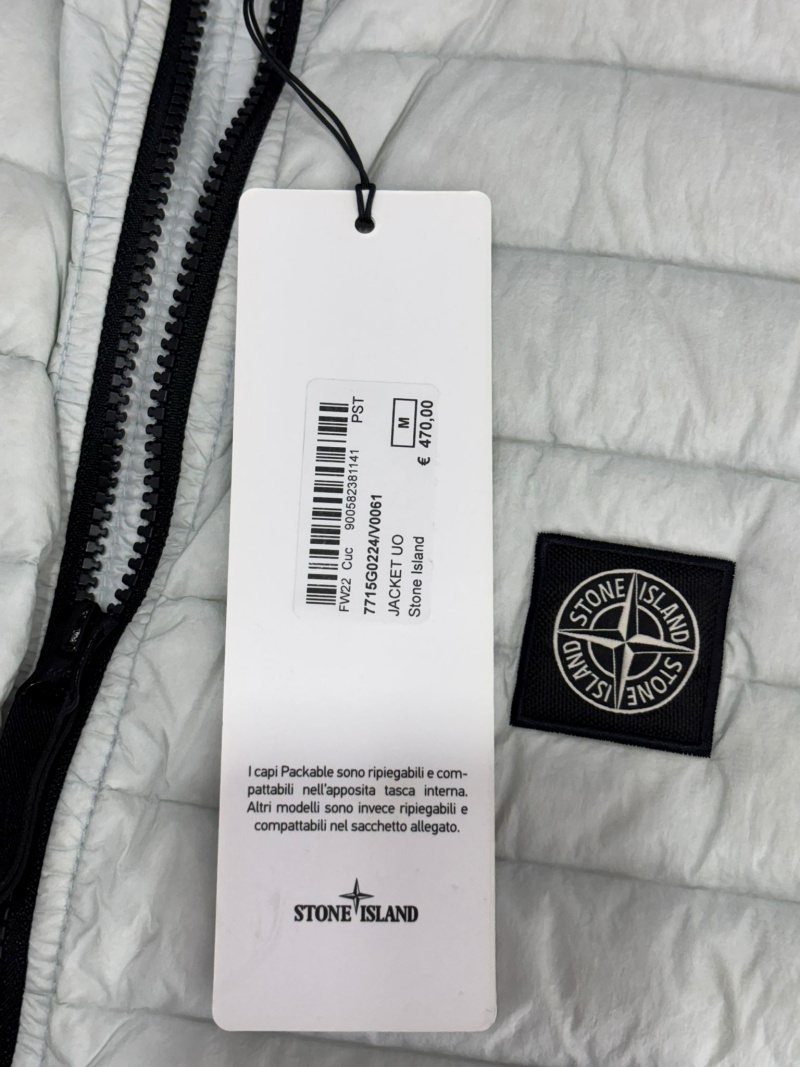 FW22 Cuc 900582381141 PST
7715G0224/V0061
JACKET UO M
Stone Island € 470,00
I capi Packable sono ripiegabili e com-
pattabili nell'apposita tasca interna.
Altri modelli sono invece ripiegabili e
compattabili nel sacchetto allegato.
STONE ISLAND
STONE ISLAND
STONE ISLAND